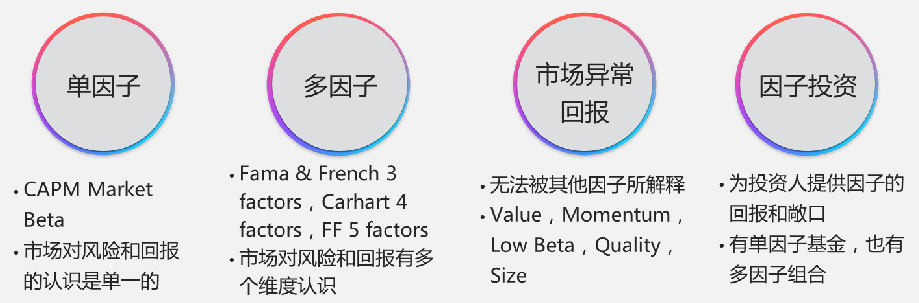 单因子
• CAPM Market
Beta
• 市场对风险和回报
的认识是单一的
多因子
• Fama & French 3
factors，Carhart 4
factors，FF 5 factors
• 市场对风险和回报有多
个维度认识
市场异常
回报
• 无法被其他因子所解释
• Value，Momentum，
Low Beta，Quality，
Size
因子投资
• 为投资人提供因子的
回报和敞口
• 有单因子基金，也有
多因子组合